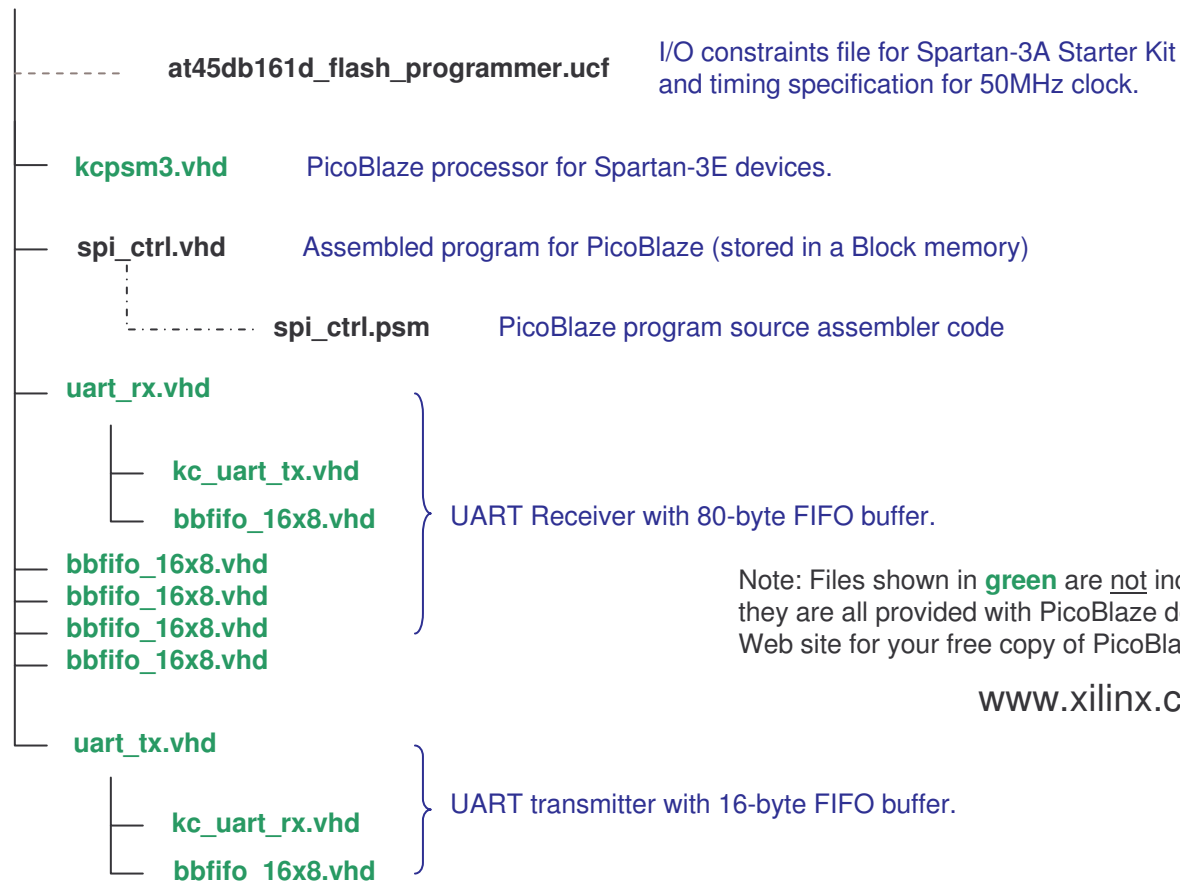 at45db161d_flash_programmer.ucf
I/O constraints file for Spartan-3A Starter Kit
and timing specification for 50MHz clock.
kcpsm3.vhd
PicoBlaze processor for Spartan-3E devices.
spi_ctrl.vhd
Assembled program for PicoBlaze (stored in a Block memory)
spi_ctrl.psm
PicoBlaze program source assembler code
uart_rx.vhd
kc_uart_tx.vhd
bbfifo_16x8.vhd
UART Receiver with 80-byte FIFO buffer.
bbfifo_16x8.vhd
bbfifo_16x8.vhd
bbfifo_16x8.vhd
bbfifo_16x8.vhd
Note: Files shown in green are not inc
they are all provided with PicoBlaze d
Web site for your free copy of PicoBla
www.xilinx.c
uart_tx.vhd
UART transmitter with 16-byte FIFO buffer.
kc_uart_rx.vhd
bbfifo_16x8.vhd